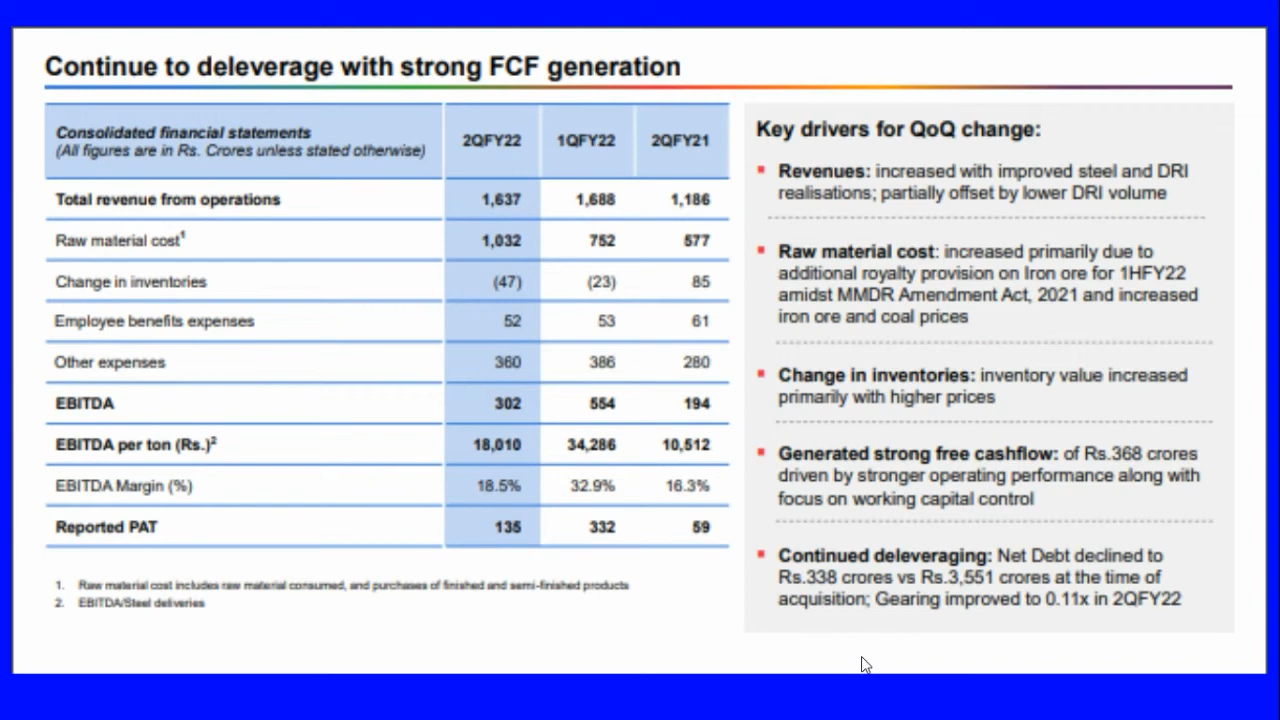 Continue to deleverage with strong FCF generation
Consolidated financial statements
(All figures are in Rs. Crores unless stated otherwise)
2QFY22 1QFY22 2QFY21
Total revenue from operations 1,637 1,688 1,186
Raw material cost¹ 1,032 752 577
Change in inventories (47) (23) 85
Employee benefits expenses 52 53 61
Other expenses 360 386 280
EBITDA 302 554 194
EBITDA per ton (Rs.)² 18,010 34,286 10,512
EBITDA Margin (%) 18.5% 32.9% 16.3%
Reported PAT 135 332 59
1. Raw material cost includes raw material consumed, and purchases of finished and semi-finished products
2. EBITDA/Steel deliveries
Key drivers for QoQ change:
Revenues: increased with improved steel and DRI
realisations; partially offset by lower DRI volume
Raw material cost: increased primarily due to
additional royalty provision on Iron ore for 1HFY22
amidst MMDR Amendment Act, 2021 and increased
iron ore and coal prices
Change in inventories: inventory value increased
primarily with higher prices
Generated strong free cashflow: of Rs.368 crores
driven by stronger operating performance along with
focus on working capital control
Continued deleveraging: Net Debt declined to
Rs.338 crores vs Rs.3,551 crores at the time of
acquisition; Gearing improved to 0.11x in 2QFY22